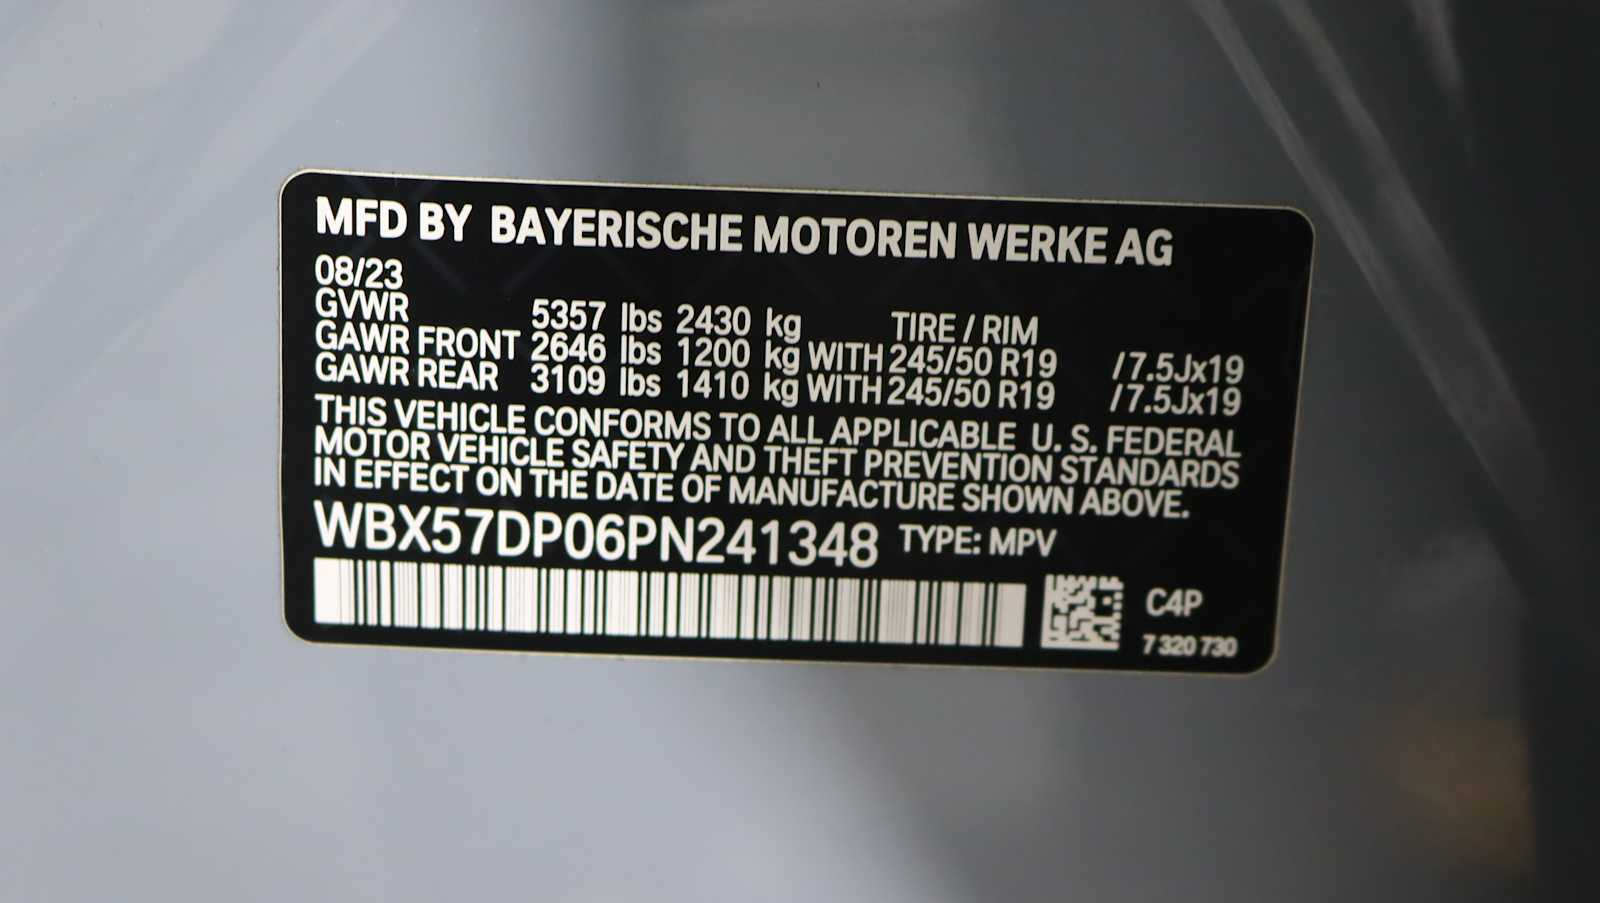 MFD BY BAYERISCHE MOTOREN WERKE AG
08/23
GVWR 5357 lbs 2430 kg TIRE / RIM
GAWR FRONT 2646 lbs 1200 kg WITH 245/50 R19 /7.5Jx19
GAWR REAR 3109 lbs 1410 kg WITH 245/50 R19 /7.5Jx19
THIS VEHICLE CONFORMS TO ALL APPLICABLE U. S. FEDERAL
MOTOR VEHICLE SAFETY AND THEFT PREVENTION STANDARDS
IN EFFECT ON THE DATE OF MANUFACTURE SHOWN ABOVE.
WBX57DP06PN241348 TYPE: MPV
C4P
7 320 730